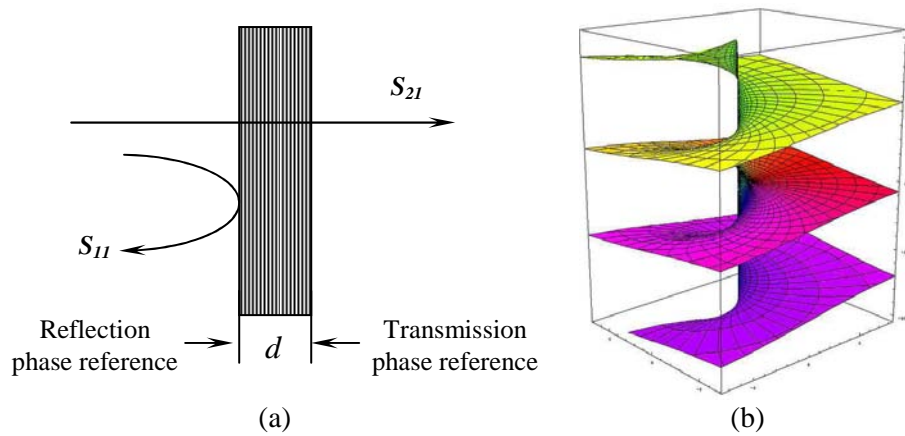 S21
S11
Reflection
phase reference
d
Transmission
phase reference
(a)
(b)